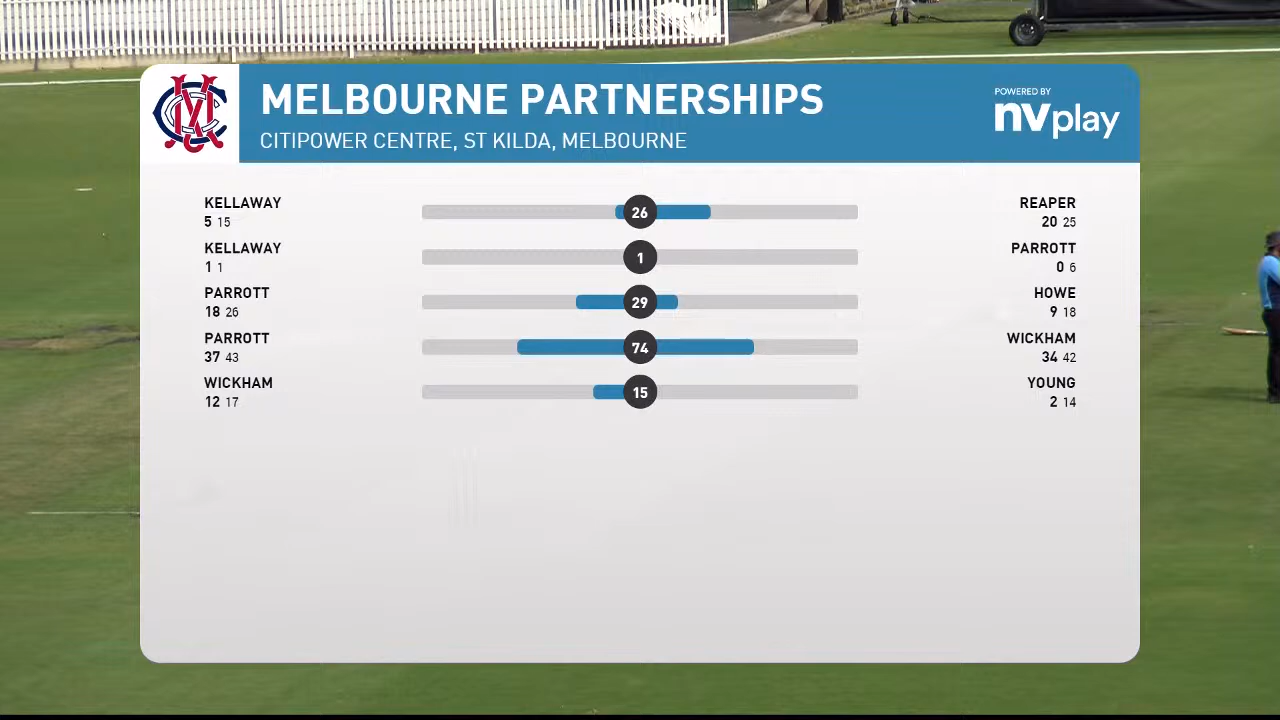 MELBOURNE PARTNERSHIPS
CITIPOWER CENTRE, ST KILDA, MELBOURNE
POWERED BY
nvplay
MCC
KELLAWAY 26 REAPER
5 15 20 25
KELLAWAY 1 PARROTT
1 1 0 6
PARROTT 29 HOWE
18 26 9 18
PARROTT 74 WICKHAM
37 43 34 42
WICKHAM 15 YOUNG
12 17 2 14